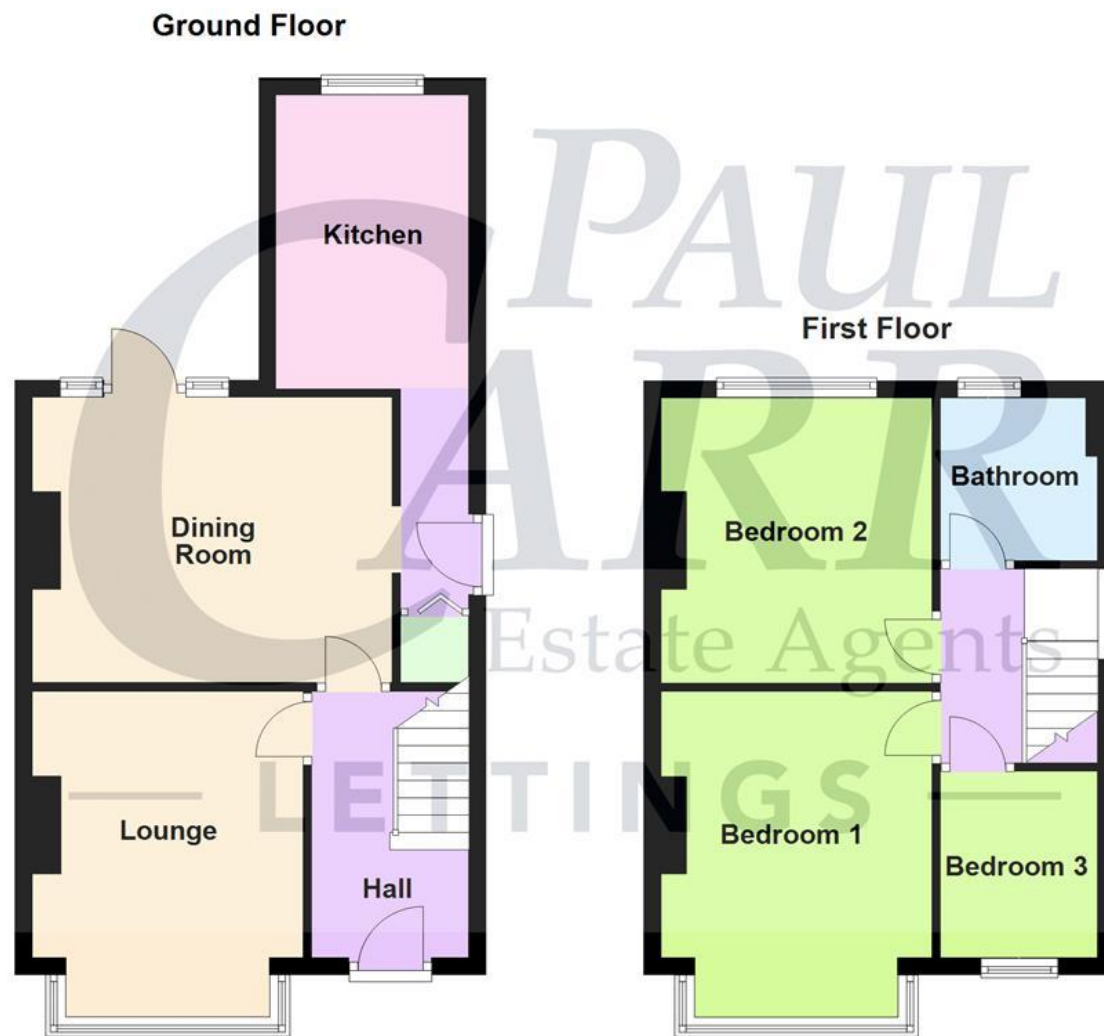 Ground Floor
Kitchen
Dining
Room
Lounge
Hall
First Floor
Bathroom
Bedroom 2
Bedroom 1
Bedroom 3
PAUL
CARR
Estate Agents
LETTINGS